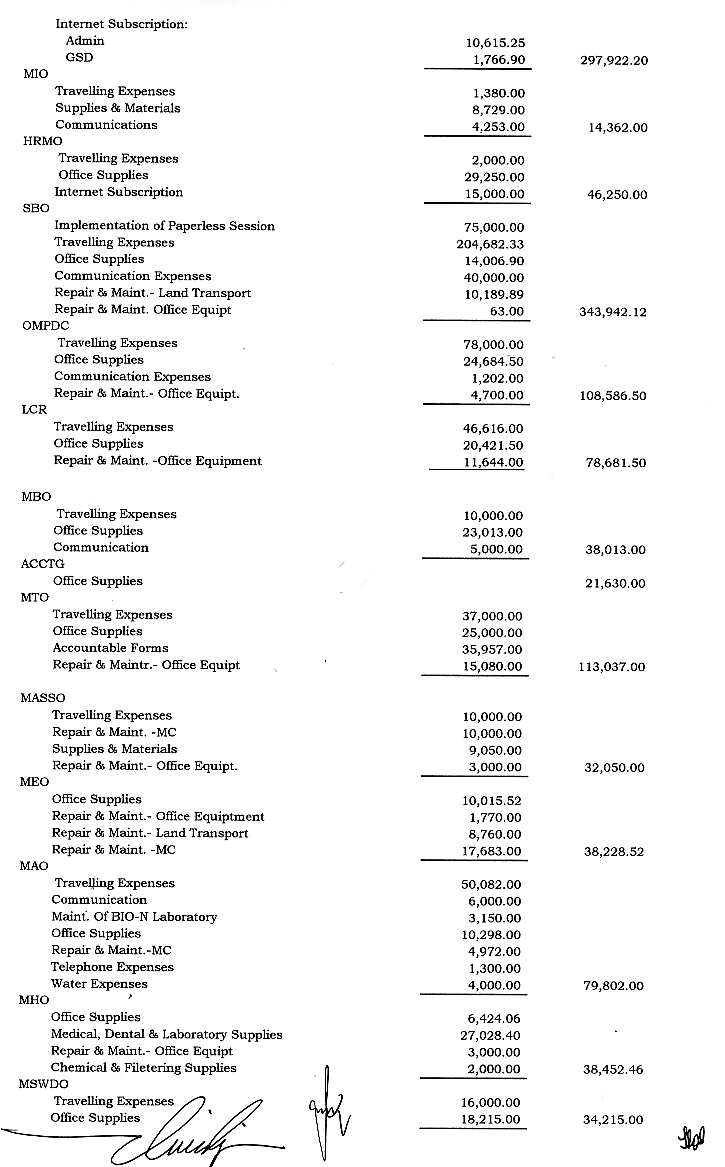 Internet Subscription:
Admin 10,615.25
GSD 1,766.90 297,922.20
MIO
Travelling Expenses 1,380.00
Supplies & Materials 8,729.00
Communications 4,253.00 14,362.00
HRMO
Travelling Expenses 2,000.00
Office Supplies 29,250.00
Internet Subscription 15,000.00 46,250.00
SBO
Implementation of Paperless Session 75,000.00
Travelling Expenses 204,682.33
Office Supplies 14,006.90
Communication Expenses 40,000.00
Repair & Maint.- Land Transport 10,189.89
Repair & Maint. Office Equipt 63.00 343,942.12
OMPDC
Travelling Expenses 78,000.00
Office Supplies 24,684.50
Communication Expenses 1,202.00
Repair & Maint.- Office Equipt. 4,700.00 108,586.50
LCR
Travelling Expenses 46,616.00
Office Supplies 20,421.50
Repair & Maint. -Office Equipment 11,644.00 78,681.50
MBO
Travelling Expenses 10,000.00
Office Supplies 23,013.00
Communication 5,000.00 38,013.00
ACCTG
Office Supplies 21,630.00
MTO
Travelling Expenses 37,000.00
Office Supplies 25,000.00
Accountable Forms 35,957.00
Repair & Maintr.- Office Equipt 15,080.00 113,037.00
MASSO
Travelling Expenses 10,000.00
Repair & Maint. -MC 10,000.00
Supplies & Materials 9,050.00
Repair & Maint.- Office Equipt. 3,000.00 32,050.00
MEO
Office Supplies 10,015.52
Repair & Maint.- Office Equiptment 1,770.00
Repair & Maint.- Land Transport 8,760.00
Repair & Maint. -MC 17,683.00 38,228.52
MAO
Travelling Expenses 50,082.00
Communication 6,000.00
Maint. Of BIO-N Laboratory 3,150.00
Office Supplies 10,298.00
Repair & Maint.-MC 4,972.00
Telephone Expenses 1,300.00
Water Expenses 4,000.00 79,802.00
MHO
Office Supplies 6,424.06
Medical, Dental & Laboratory Supplies 27,028.40
Repair & Maint.- Office Equipt 3,000.00
Chemical & Filetering Supplies 2,000.00 38,452.46
MSWDO
Travelling Expenses 16,000.00
Office Supplies 18,215.00 34,215.00